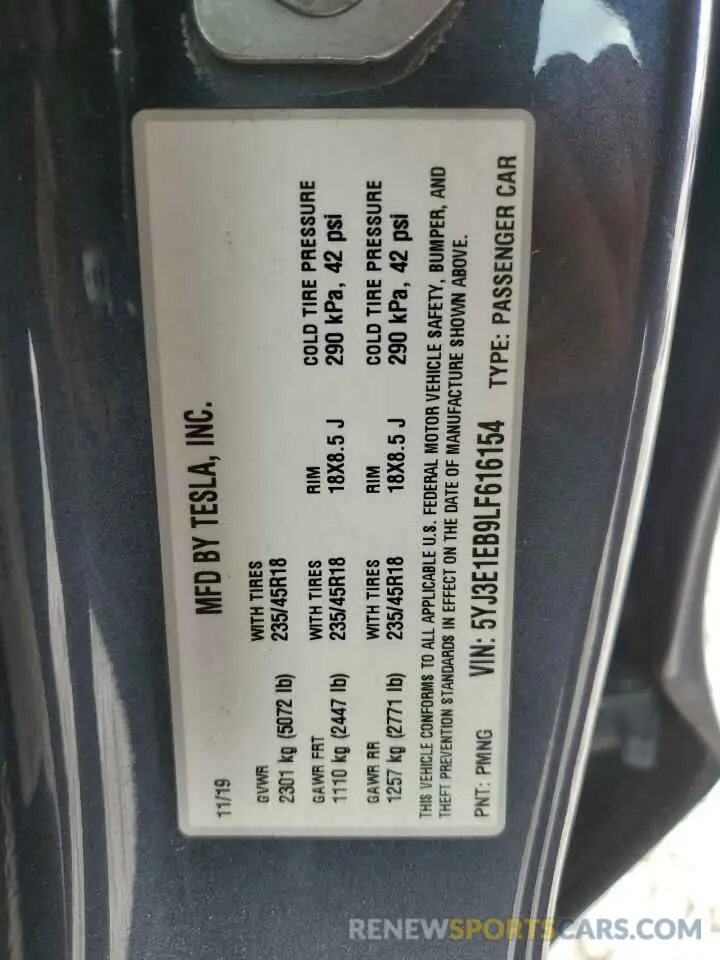 MFD BY TESLA, INC.
11/19
GVWR WITH TIRES
2301 kg (5072 lb) 235/45R18
GAWR FRT WITH TIRES RIM COLD TIRE PRESSURE
1110 kg (2447 lb) 235/45R18 18X8.5 J 290 kPa, 42 psi
GAWR RR WITH TIRES RIM COLD TIRE PRESSURE
1257 kg (2771 lb) 235/45R18 18X8.5 J 290 kPa, 42 psi
THIS VEHICLE CONFORMS TO ALL APPLICABLE U.S. FEDERAL MOTOR VEHICLE SAFETY, BUMPER, AND
THEFT PREVENTION STANDARDS IN EFFECT ON THE DATE OF MANUFACTURE SHOWN ABOVE.
PNT: PMNG VIN: 5YJ3E1EB9LF616154 TYPE: PASSENGER CAR
RENEWSPORTSCARS.COM